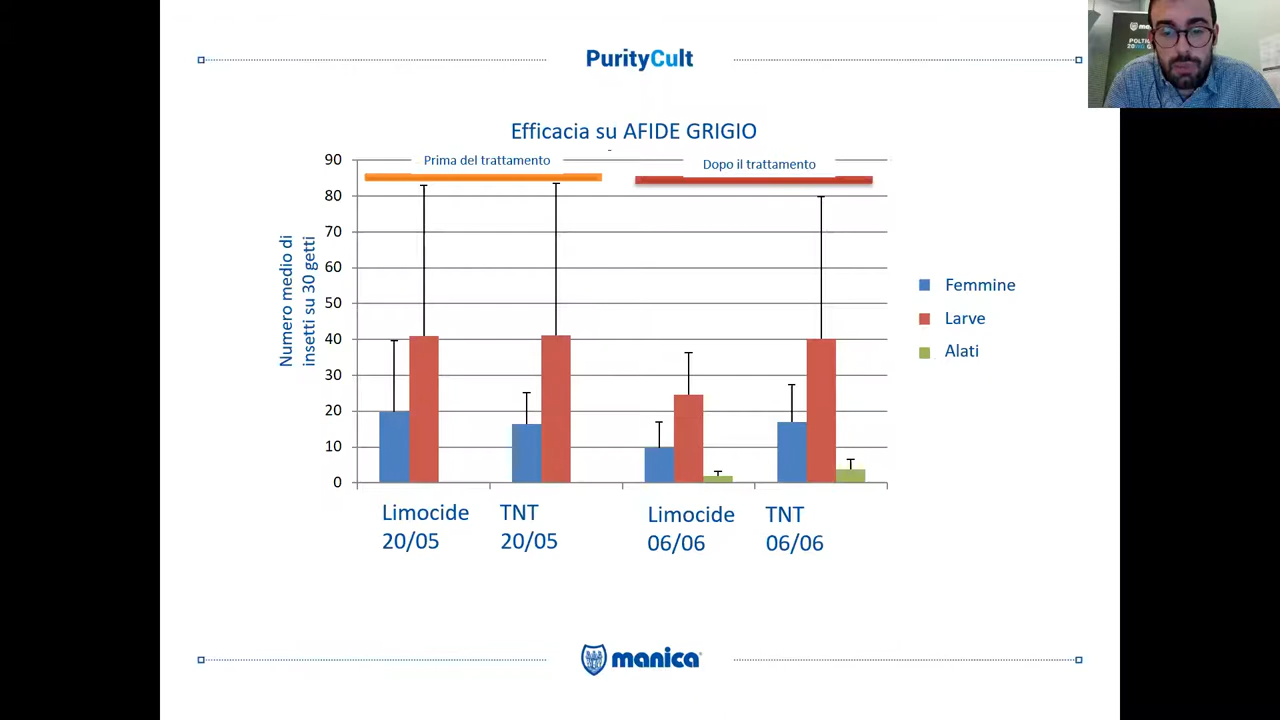 PurityCult
Efficacia su AFIDE GRIGIO
Prima del trattamento
Dopo il trattamento
90
80
70
60
50
40
30
20
10
0
Numero medio di
insetti su 30 getti
Femmine
Larve
Alati
Limocide
20/05
TNT
20/05
Limocide
06/06
TNT
06/06
manica